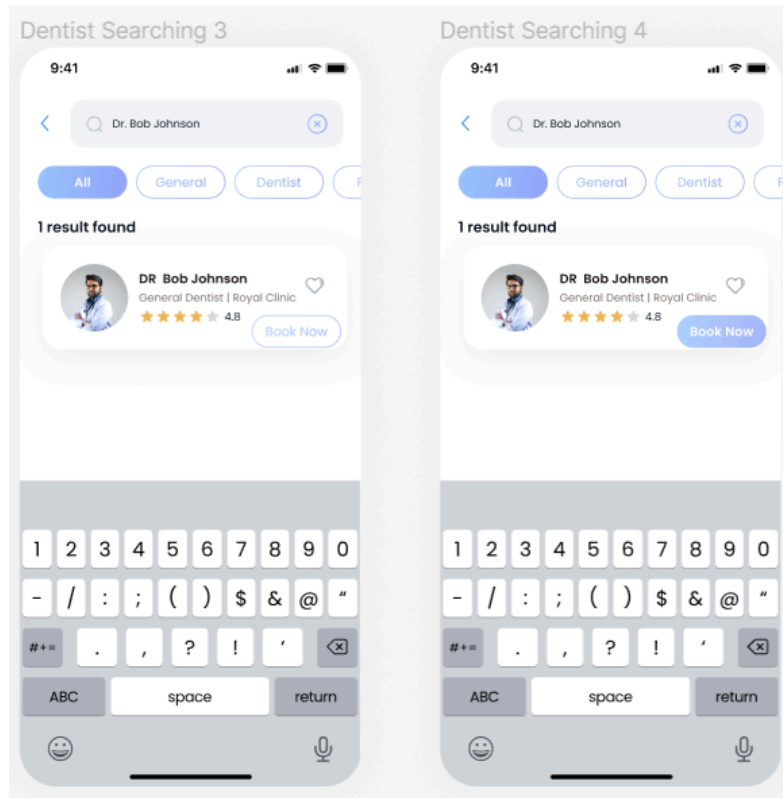 Dentist Searching 3
9:41
Dr. Bob Johnson
All General Dentist F
1 result found
DR Bob Johnson
General Dentist | Royal Clinic
4.8
Book Now
1 2 3 4 5 6 7 8 9 0
- / : ; ( ) $ & @ “
#+= . , ? ! ‘
ABC space return
Dentist Searching 4
9:41
Dr. Bob Johnson
All General Dentist F
1 result found
DR Bob Johnson
General Dentist | Royal Clinic
4.8
Book Now
1 2 3 4 5 6 7 8 9 0
- / : ; ( ) $ & @ “
#+= . , ? ! ‘
ABC space return